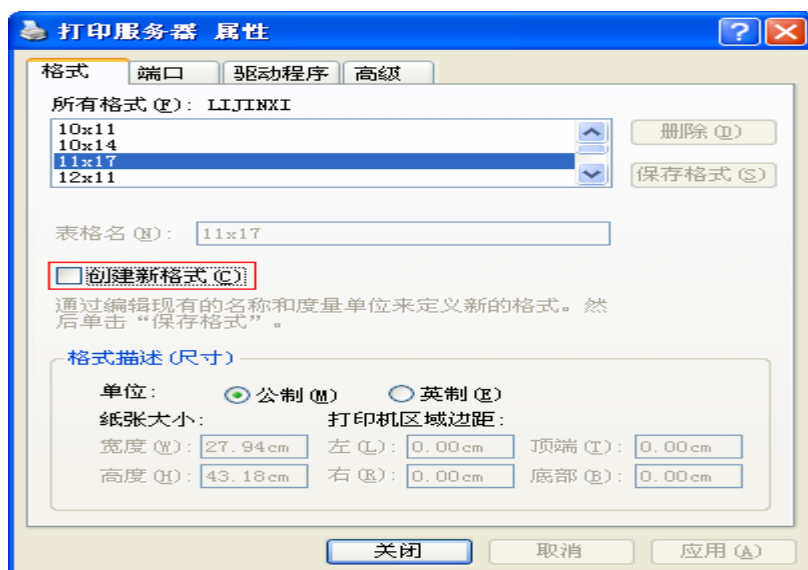 打印服务器 属性
格式 端口 驱动程序 高级
所有格式(F): LIJINXI
10x11
10x14
11x17
12x11
删除(D)
保存格式(S)
表格名(N): 11x17
创建新格式(C)
通过编辑现有的名称和度量单位来定义新的格式。然
后单击“保存格式”。
格式描述(尺寸)
单位: 公制(M) 英制(E)
纸张大小: 打印机区域边距:
宽度(W): 27.94cm 左(L): 0.00cm 顶端(T): 0.00cm
高度(H): 43.18cm 右(R): 0.00cm 底部(B): 0.00cm
关闭 取消 应用(A)